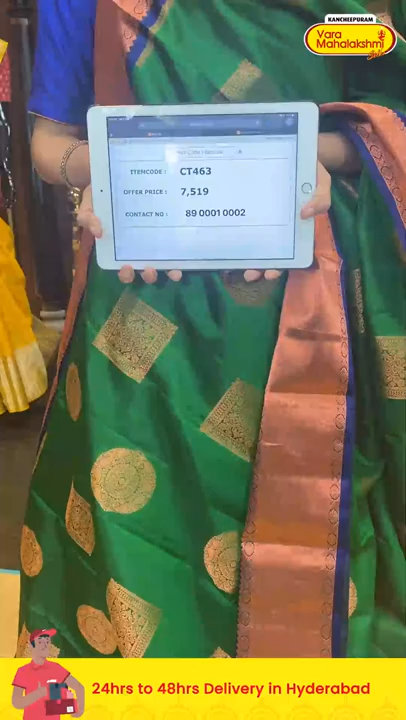 KANCHEEPURAM
Vara
Mahalakshmi
ITEMCODE : CT463
OFFER PRICE : 7,519
CONTACT NO : 89 0001 0002
24hrs to 48hrs Delivery in Hyderabad